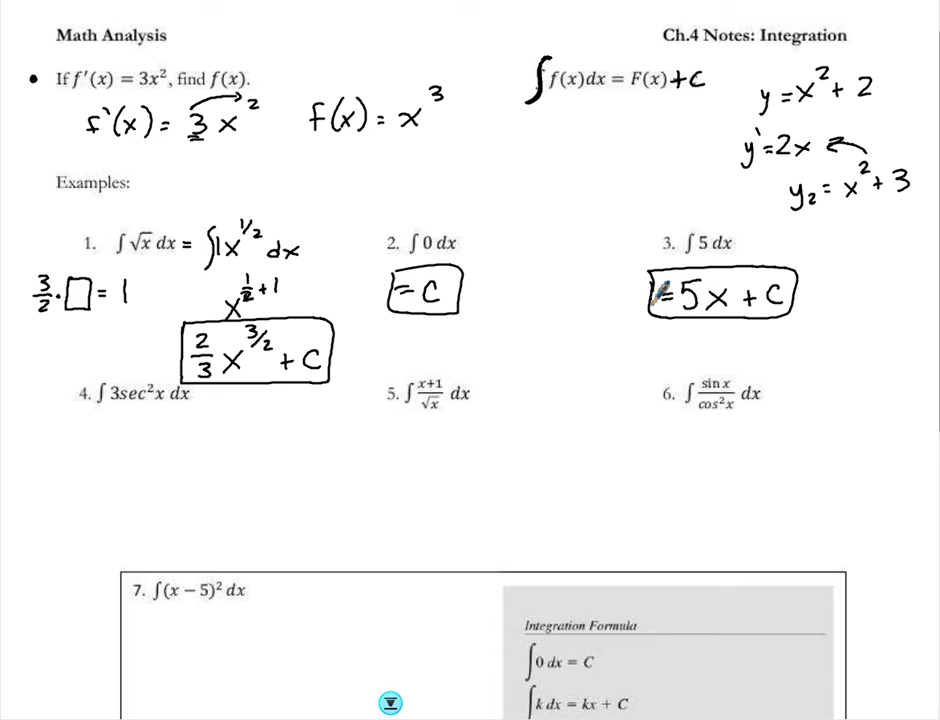 Math Analysis
Ch.4 Notes: Integration
• If f'(x) = 3x², find f(x).
∫f(x)dx = F(x)+C
y = x² + 2
f'(x) = 3x²
f(x) = x³
y' = 2x
y₂ = x² + 3
Examples:
1. ∫√x dx = ∫1x^{1/2} dx
2. ∫0 dx
3. ∫5 dx
3/2 · □ = 1
x^{1/2 + 1}
= C
= 5x + C
2/3 x^{3/2} + C
4. ∫3sec²x dx
5. ∫ (x+1)/√x dx
6. ∫ sin x/cos²x dx
7. ∫(x − 5)² dx
Integration Formula
∫0 dx = C
∫k dx = kx + C